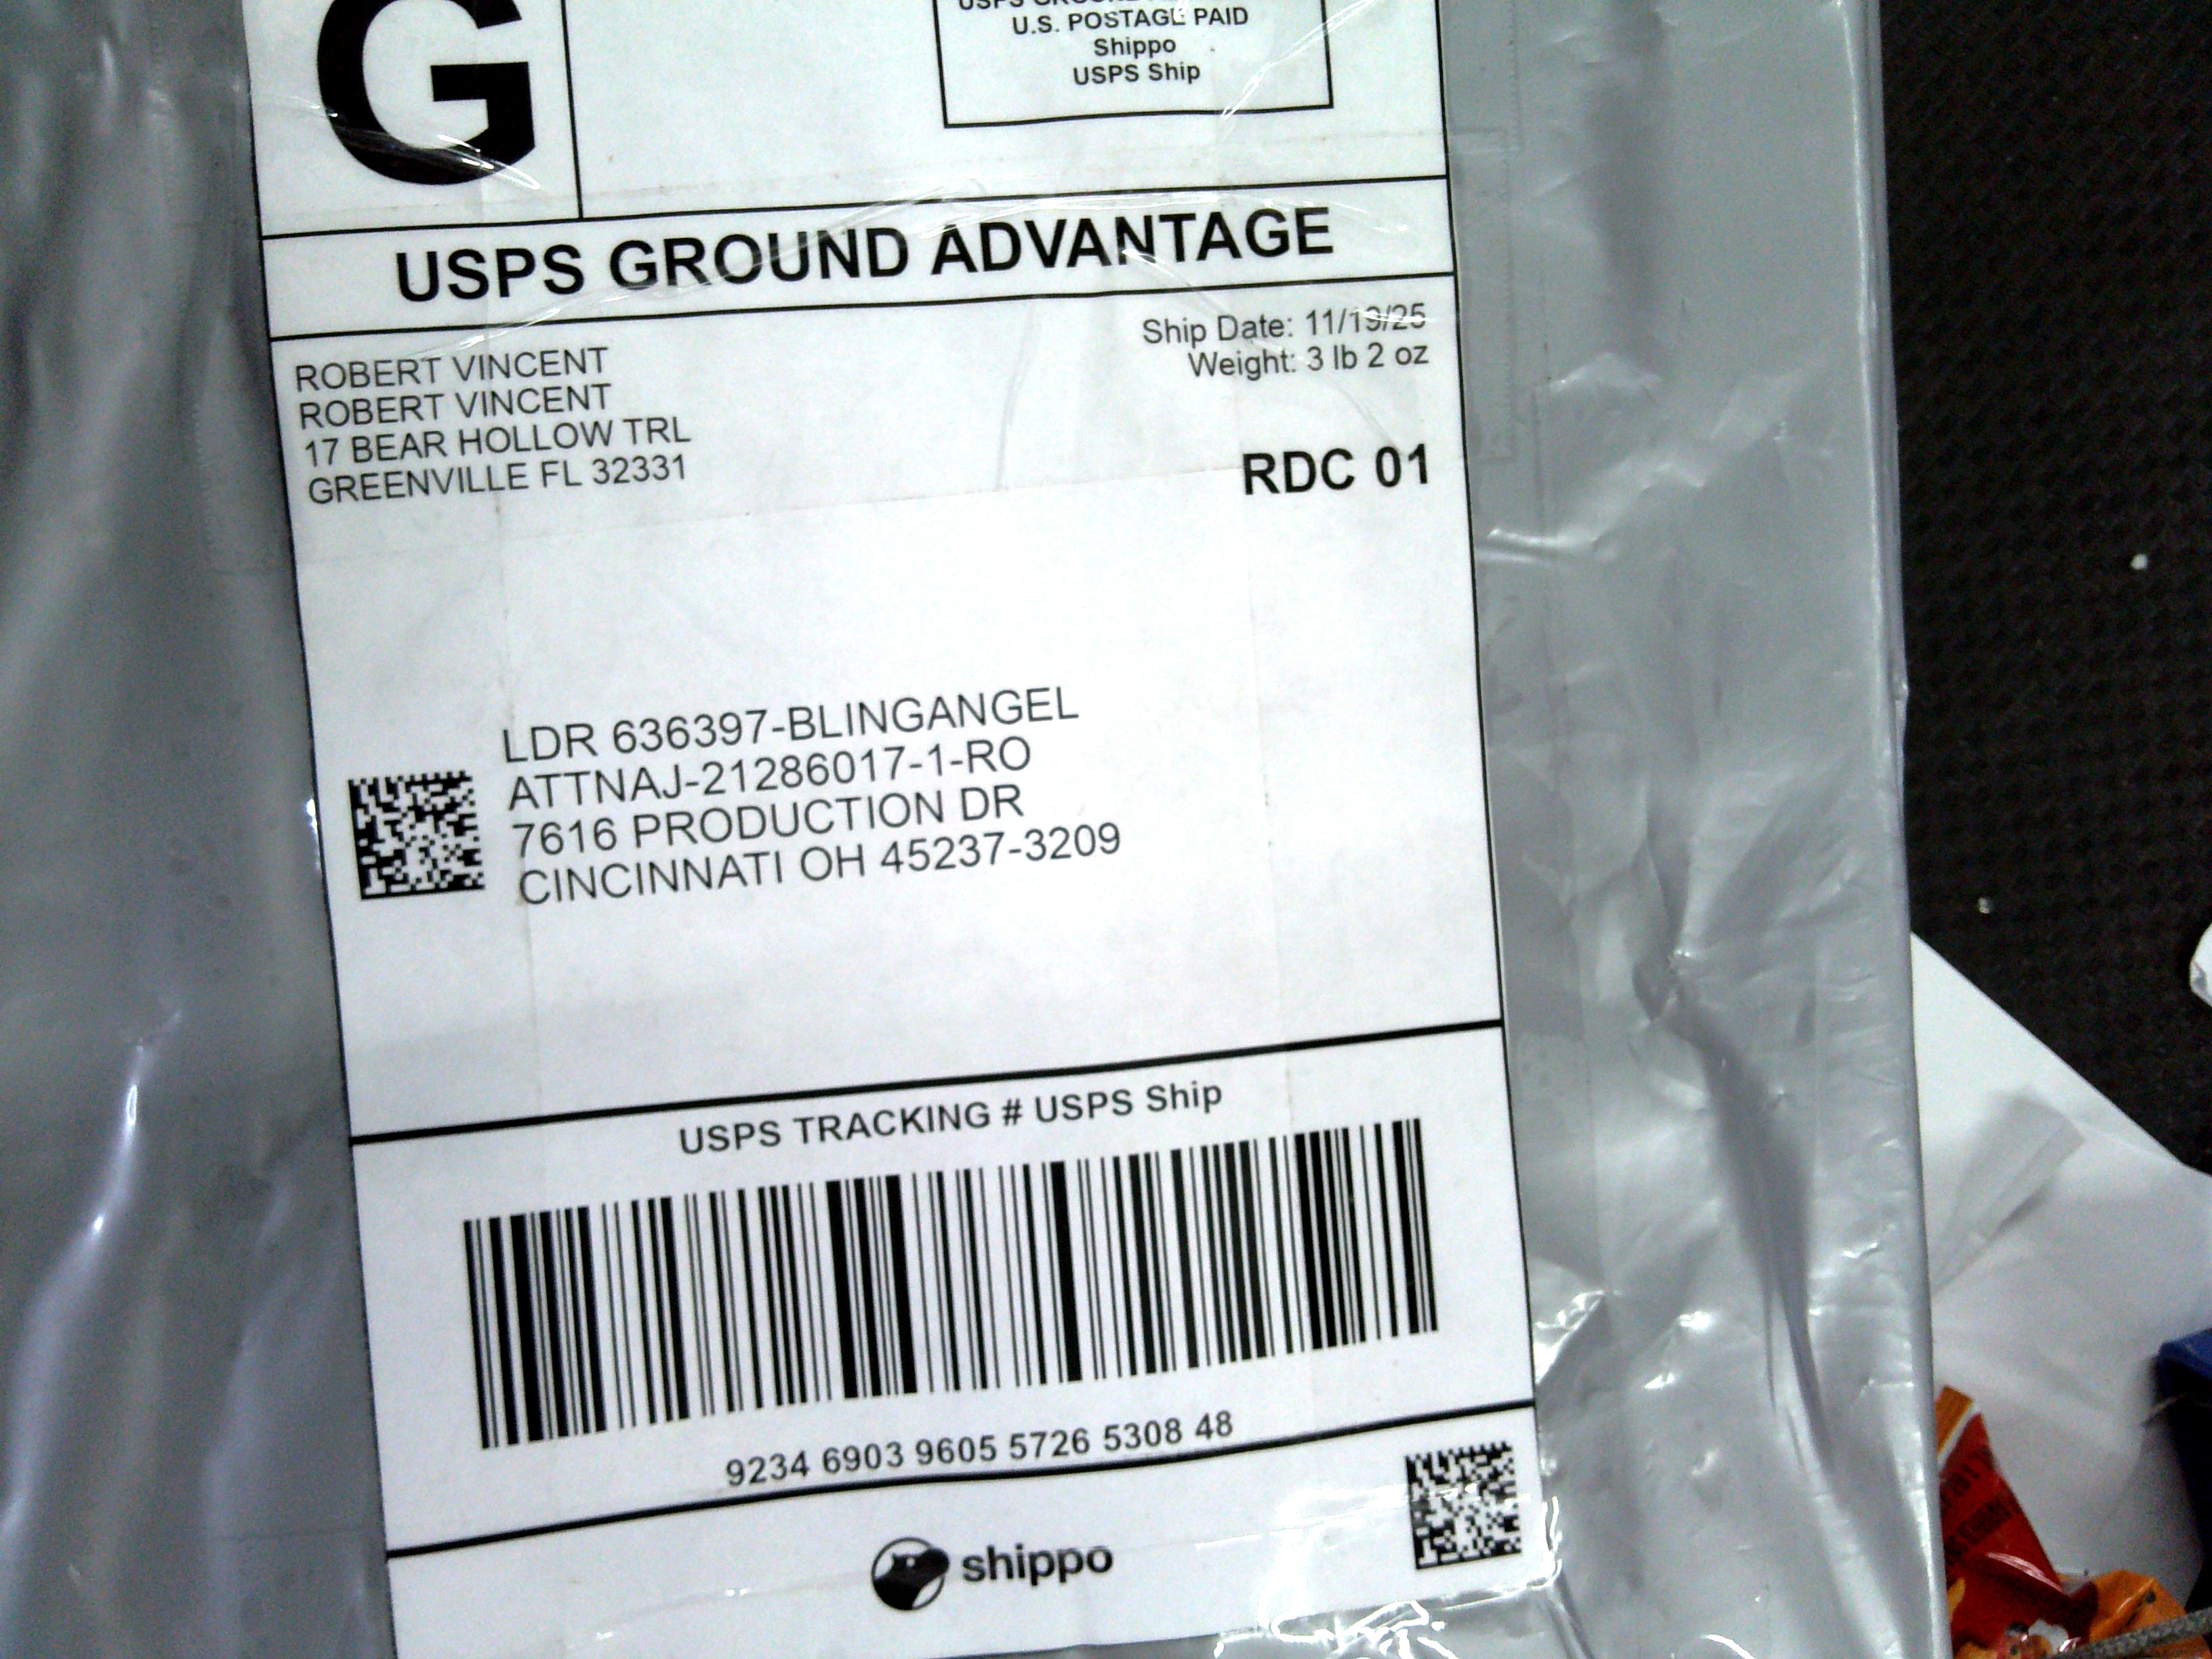 G
U.S. POSTAGE PAID
Shippo
USPS Ship
USPS GROUND ADVANTAGE
Ship Date: 11/19/25
Weight: 3 lb 2 oz
ROBERT VINCENT
ROBERT VINCENT
17 BEAR HOLLOW TRL
GREENVILLE FL 32331
RDC 01
LDR 636397-BLINGANGEL
ATTNAJ-21286017-1-RO
7616 PRODUCTION DR
CINCINNATI OH 45237-3209
USPS TRACKING # USPS Ship
9234 6903 9605 5726 5308 48
shippo